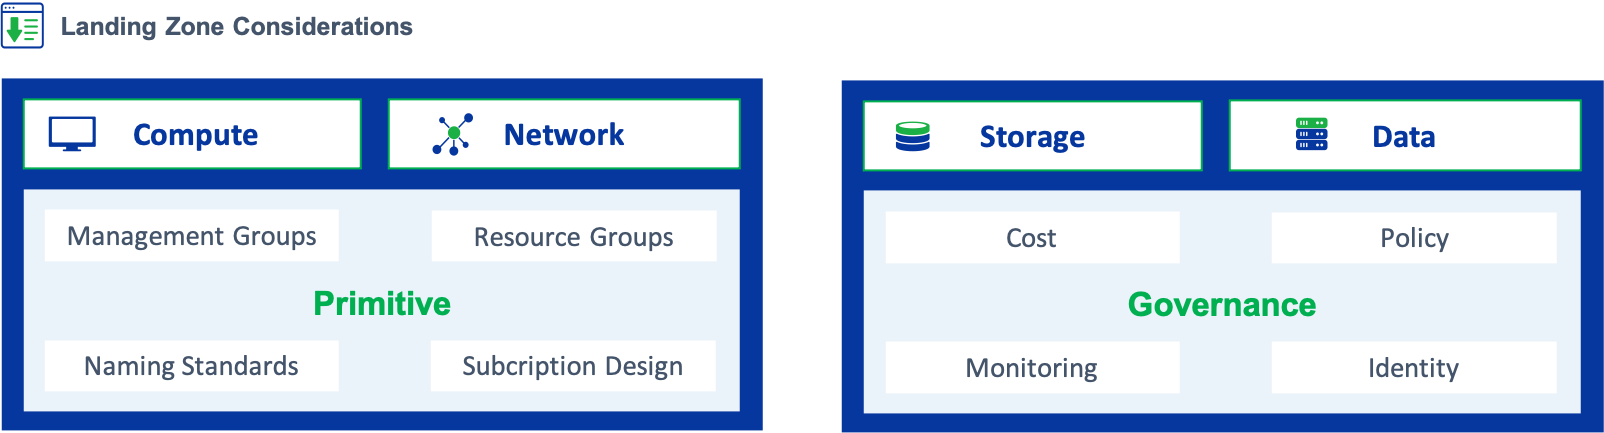 Landing Zone Considerations
Compute
Network
Management Groups
Resource Groups
Primitive
Naming Standards
Subcription Design
Storage
Data
Cost
Policy
Governance
Monitoring
Identity